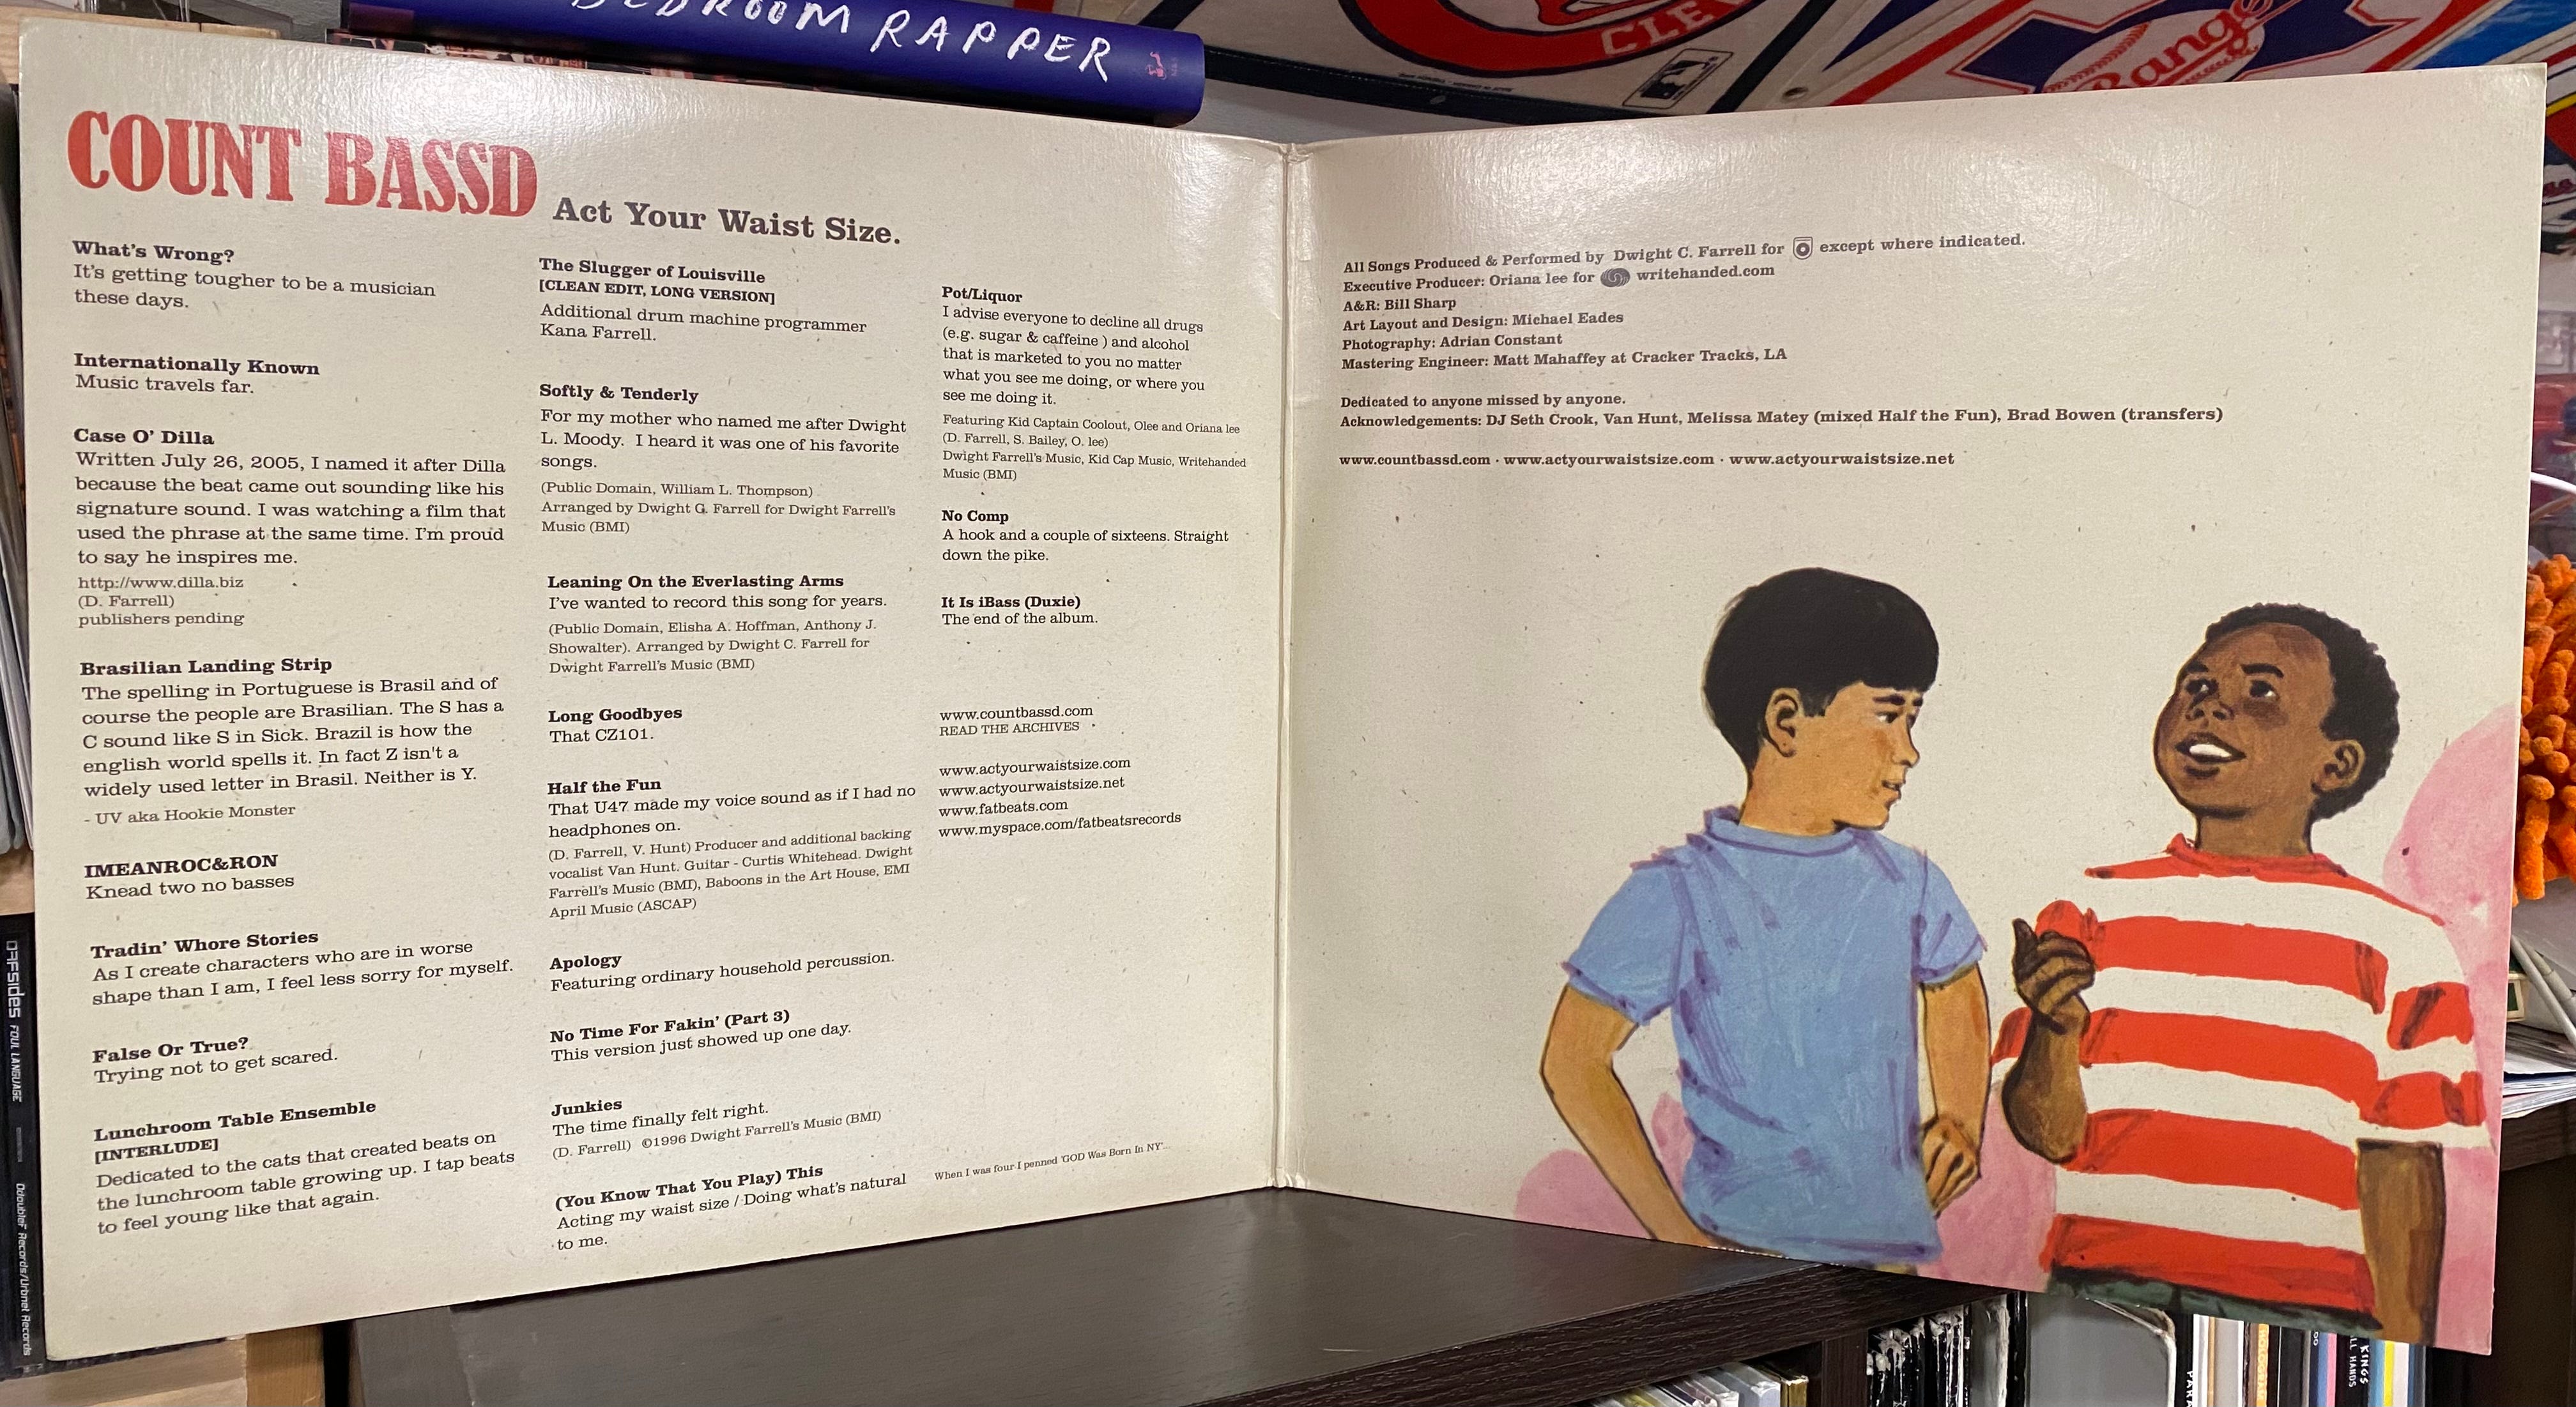 BEDROOM RAPPER
CLEV
Range
COUNT BASSD
Act Your Waist Size.
What's Wrong?
It's getting tougher to be a musician
these days.
Internationally Known
Music travels far.
Case O' Dilla
Written July 26, 2005, I named it after Dilla
because the beat came out sounding like his
signature sound. I was watching a film that
used the phrase at the same time. I'm proud
to say he inspires me.
http://www.dilla.biz
(D. Farrell)
publishers pending
Brasilian Landing Strip
The spelling in Portuguese is Brasil and of
course the people are Brasilian. The S has a
C sound like S in Sick. Brazil is how the
english world spells it. In fact Z isn't a
widely used letter in Brasil. Neither is Y.
- UV aka Hookie Monster
IMEANROC&RON
Knead two no basses
Tradin' Whore Stories
As I create characters who are in worse
shape than I am, I feel less sorry for myself.
False Or True?
Trying not to get scared.
Lunchroom Table Ensemble
[INTERLUDE]
Dedicated to the cats that created beats on
the lunchroom table growing up. I tap beats
to feel young like that again.
The Slugger of Louisville
[CLEAN EDIT, LONG VERSION]
Additional drum machine programmer
Kana Farrell.
Softly & Tenderly
For my mother who named me after Dwight
L. Moody. I heard it was one of his favorite
songs.
(Public Domain, William L. Thompson)
Arranged by Dwight G. Farrell for Dwight Farrell's
Music (BMI)
Leaning On the Everlasting Arms
I've wanted to record this song for years.
(Public Domain, Elisha A. Hoffman, Anthony J.
Showalter). Arranged by Dwight C. Farrell for
Dwight Farrell's Music (BMI)
Long Goodbyes
That CZ101.
Half the Fun
That U47 made my voice sound as if I had no
headphones on.
(D. Farrell, V. Hunt) Producer and additional backing
vocalist Van Hunt. Guitar - Curtis Whitehead. Dwight
Farrell's Music (BMI), Baboons in the Art House, EMI
April Music (ASCAP)
Apology
Featuring ordinary household percussion.
No Time For Fakin' (Part 3)
This version just showed up one day.
Junkies
The time finally felt right.
(D. Farrell) ©1996 Dwight Farrell's Music (BMI)
(You Know That You Play) This
Acting my waist size / Doing what's natural
to me.
Pot/Liquor
I advise everyone to decline all drugs
(e.g. sugar & caffeine ) and alcohol
that is marketed to you no matter
what you see me doing, or where you
see me doing it.
Featuring Kid Captain Coolout, Olee and Oriana lee
(D. Farrell, S. Bailey, O. lee)
Dwight Farrell's Music, Kid Cap Music, Writehanded
Music (BMI)
No Comp
A hook and a couple of sixteens. Straight
down the pike.
It Is iBass (Duxie)
The end of the album.
www.countbassd.com
READ THE ARCHIVES
www.actyourwaistsize.com
www.actyourwaistsize.net
www.fatbeats.com
www.myspace.com/fatbeatsrecords
When I was four I penned 'GOD Was Born In NY'...
All Songs Produced & Performed by Dwight C. Farrell for except where indicated.
Executive Producer: Oriana lee for writehanded.com
A&R: Bill Sharp
Art Layout and Design: Michael Eades
Photography: Adrian Constant
Mastering Engineer: Matt Mahaffey at Cracker Tracks, LA
Dedicated to anyone missed by anyone.
Acknowledgements: DJ Seth Crook, Van Hunt, Melissa Matey (mixed Half the Fun), Brad Bowen (transfers)
www.countbassd.com · www.actyourwaistsize.com · www.actyourwaistsize.net
OFFsides FOUL LANGUAGE
DdoubleF Records/Urbnet Records
KINGS
HANDS